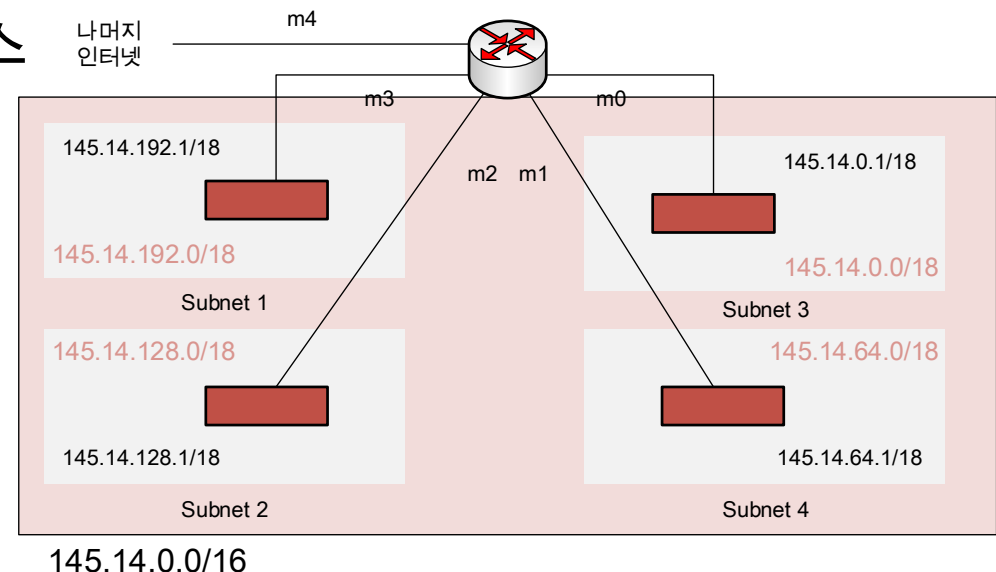 스
나머지
인터넷
m4
m3
m0
m2
m1
145.14.192.1/18
145.14.192.0/18
Subnet 1
145.14.0.1/18
145.14.0.0/18
Subnet 3
145.14.128.0/18
145.14.128.1/18
Subnet 2
145.14.64.0/18
145.14.64.1/18
Subnet 4
145.14.0.0/16